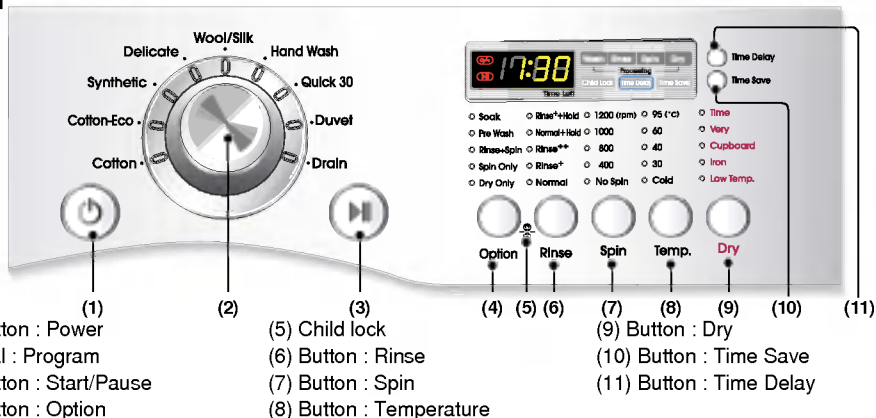 Wool/Silk
Delicate
Hand Wash
Synthetic
Quick 30
Cotton-Eco
Duvet
Cotton
Drain
7:30
Processing
Child Lock
Time Delay
Time Save
Time Left
Time Delay
Time Save
Soak
Pre Wash
Rinse+Spin
Spin Only
Dry Only
Rinse++Hold
Normal+Hold
Rinse++
Rinse+
Normal
1200 (rpm)
1000
800
400
No Spin
95 (°C)
60
40
30
Cold
Time
Very
Cupboard
Iron
Low Temp.
Option
Rinse
Spin
Temp.
Dry
(1)
(2)
(3)
(4)
(5)
(6)
(7)
(8)
(9)
(10)
(11)
tton : Power
l : Program
tton : Start/Pause
tton : Option
(5) Child lock
(6) Button : Rinse
(7) Button : Spin
(8) Button : Temperature
(9) Button : Dry
(10) Button : Time Save
(11) Button : Time Delay